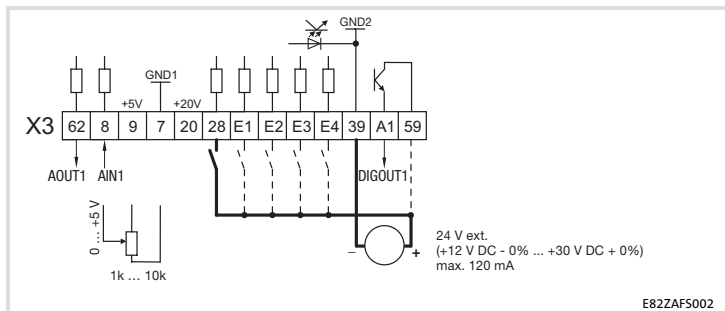 GND2
GND1
+5V
+20V
X3
62 8 9 7 20 28 E1 E2 E3 E4 39 A1 59
AOUT1 AIN1
DIGOUT1
0 ... +5 V
1k ... 10k
– +
24 V ext.
(+12 V DC - 0% ... +30 V DC + 0%)
max. 120 mA
E82ZAFS002